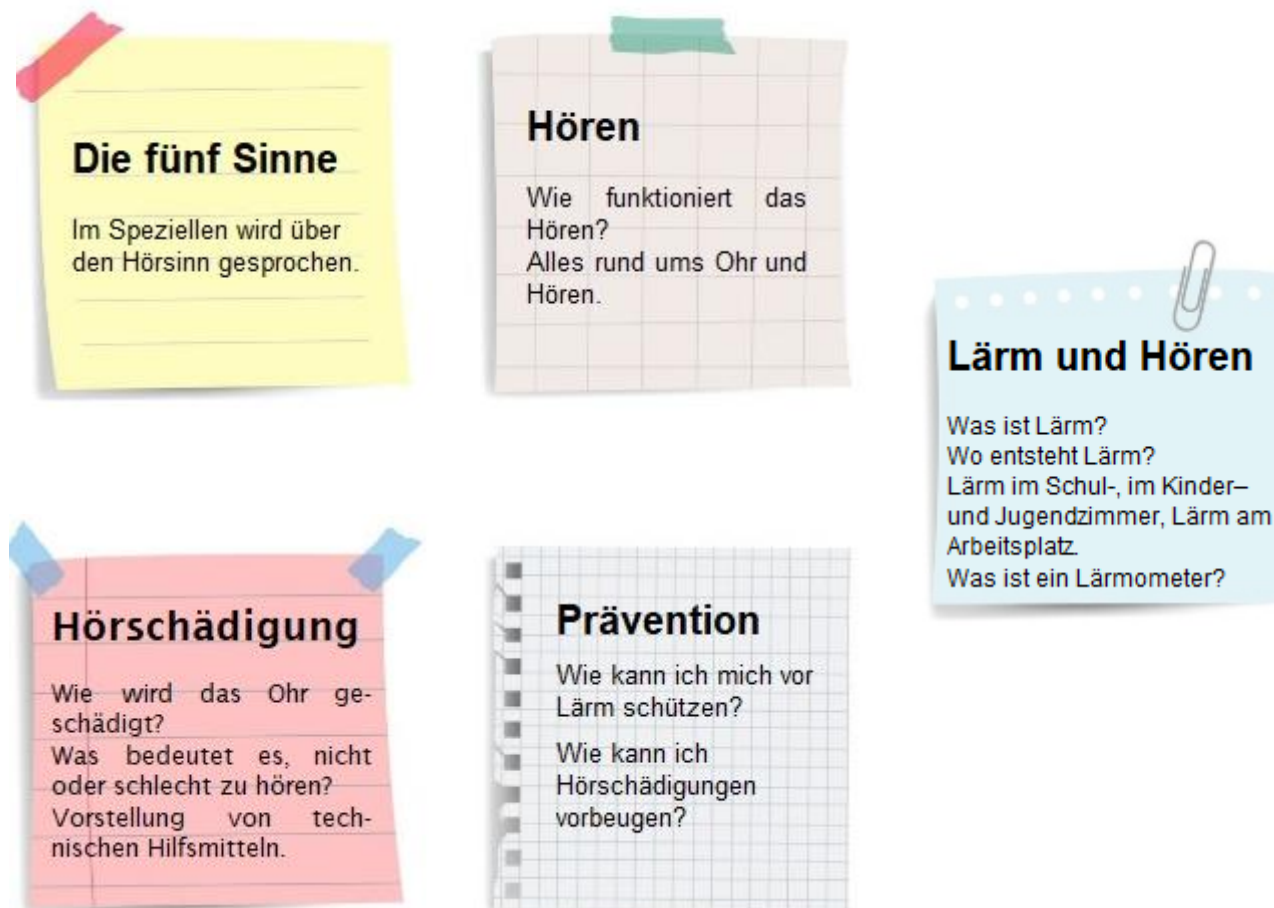 Die fünf Sinne
Im Speziellen wird über
den Hörsinn gesprochen.
Hören
Wie funktioniert das
Hören?
Alles rund ums Ohr und
Hören.
Lärm und Hören
Was ist Lärm?
Wo entsteht Lärm?
Lärm im Schul-, im Kinder–
und Jugendzimmer, Lärm am
Arbeitsplatz.
Was ist ein Lärmometer?
Hörschädigung
Wie wird das Ohr ge-
schädigt?
Was bedeutet es, nicht
oder schlecht zu hören?
Vorstellung von tech-
nischen Hilfsmitteln.
Prävention
Wie kann ich mich vor
Lärm schützen?
Wie kann ich
Hörschädigungen
vorbeugen?